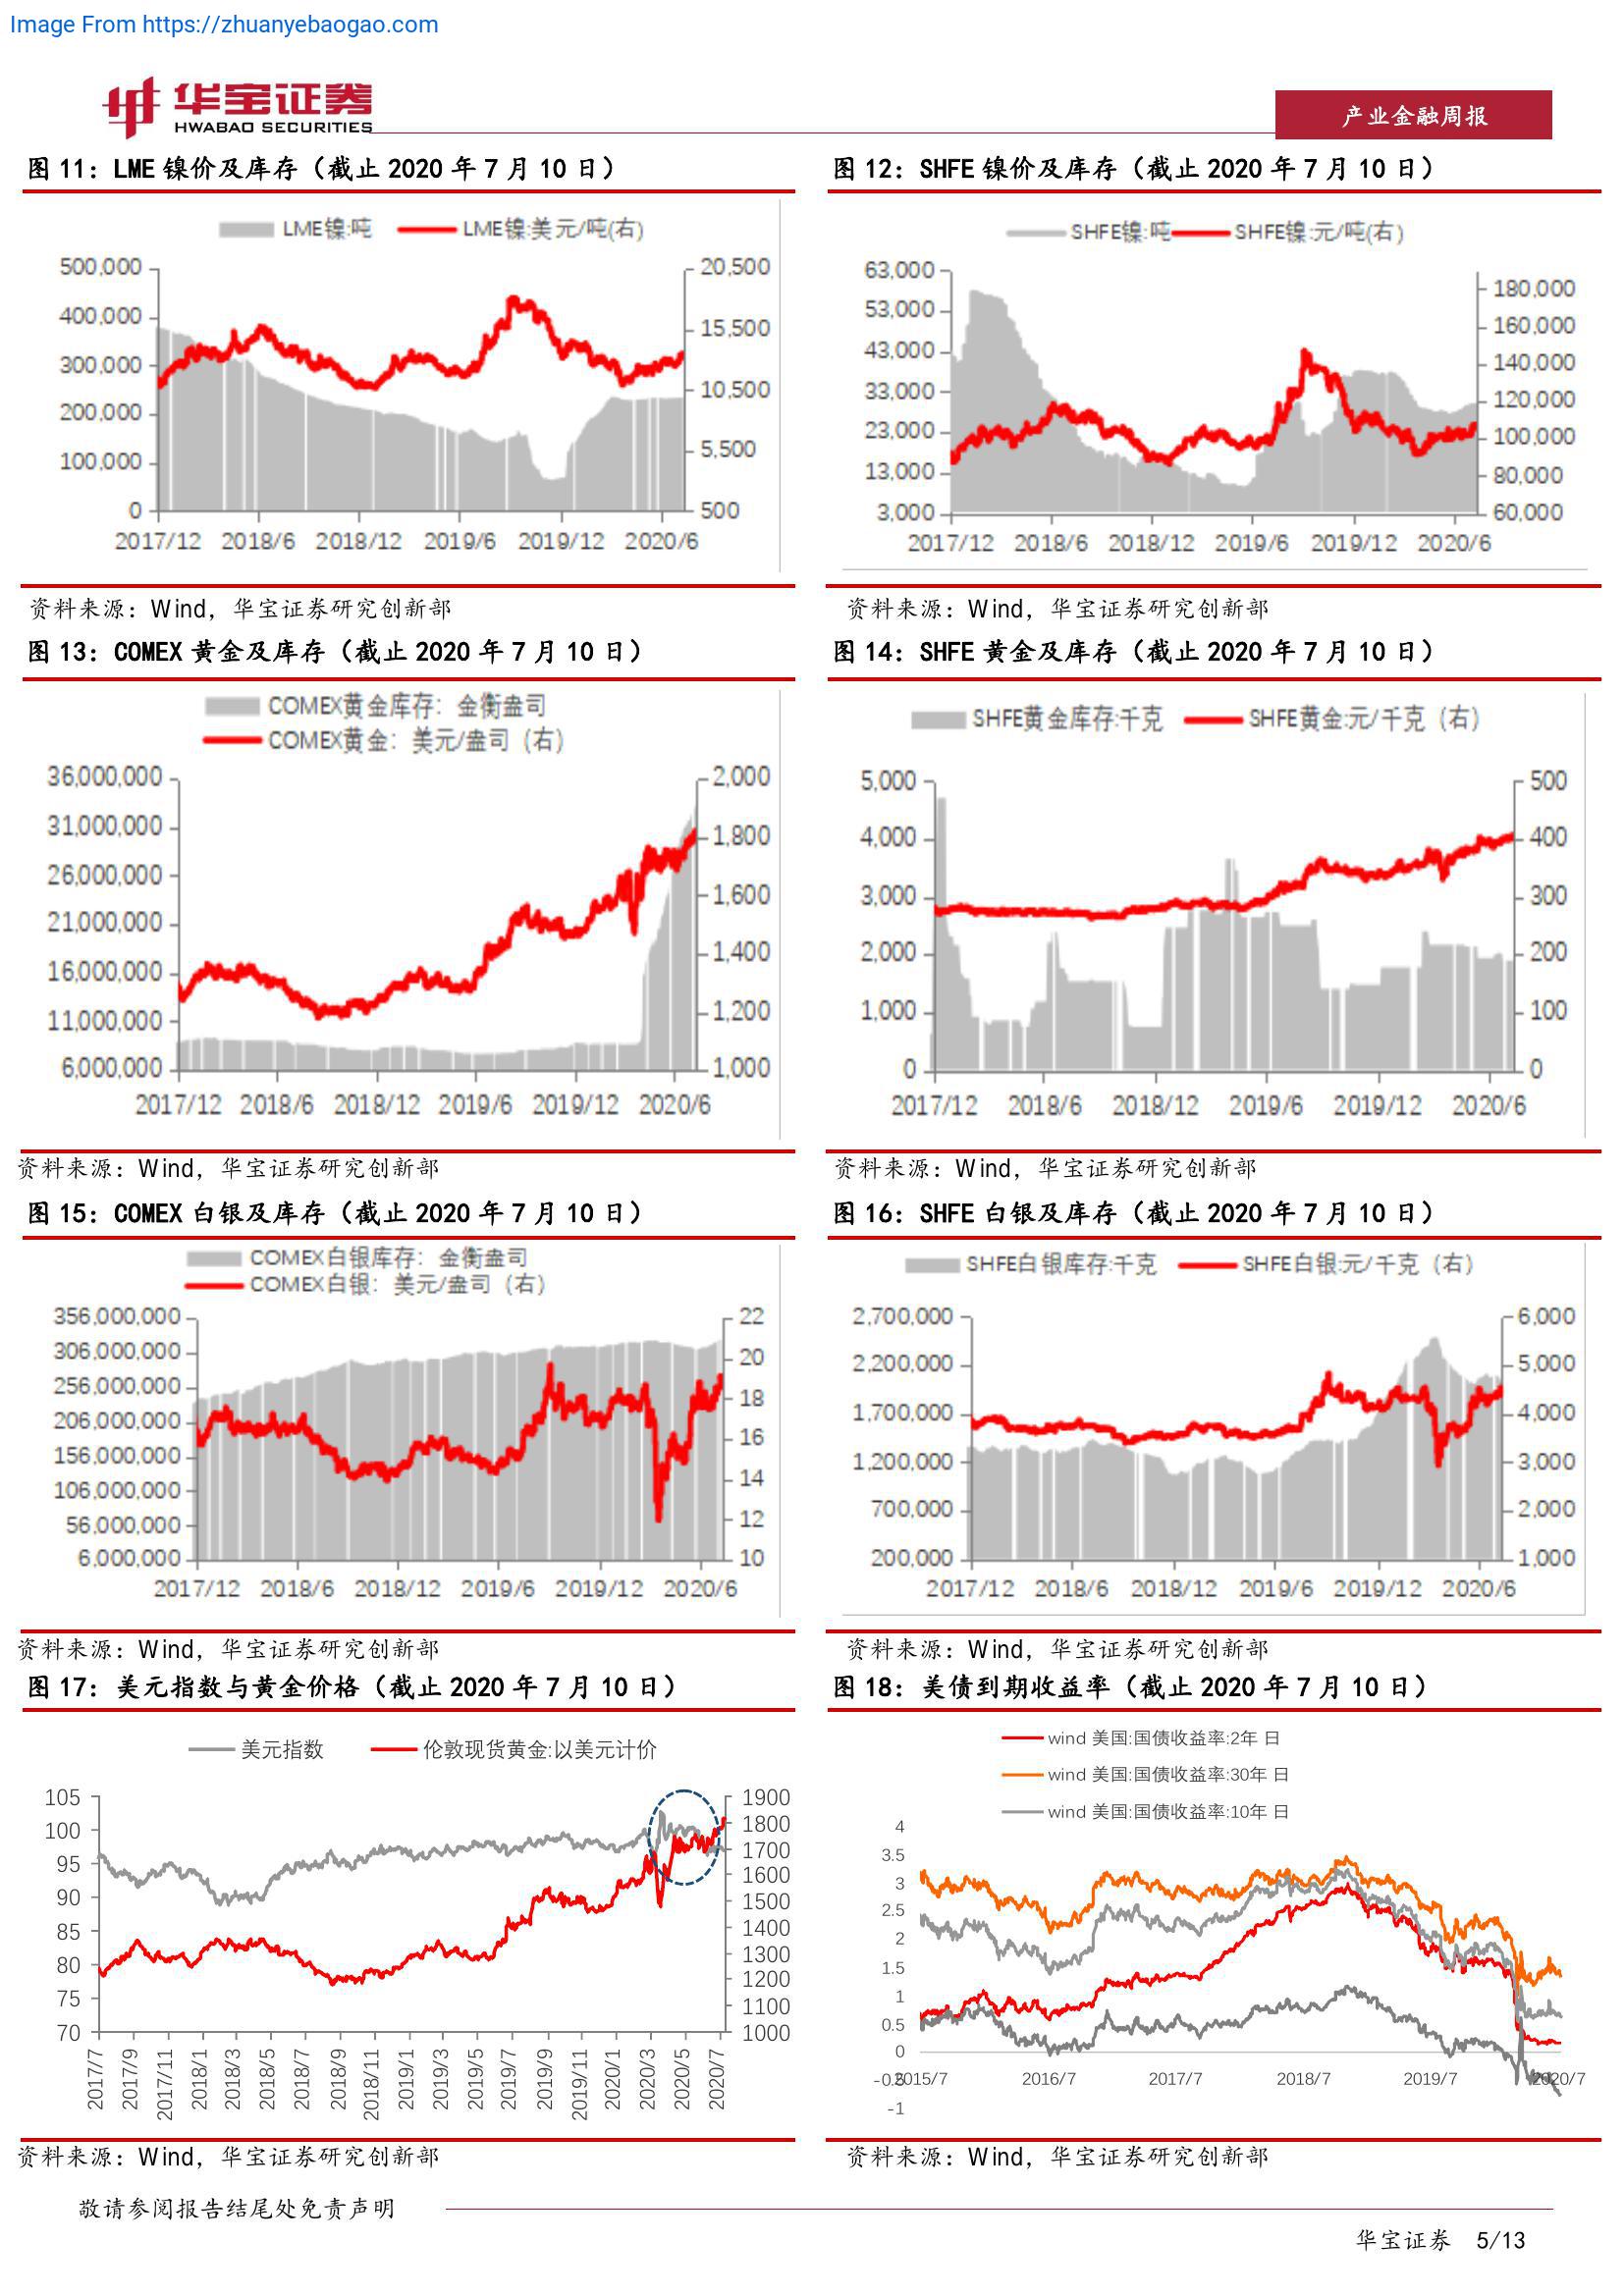 Image From https://zhuanyebaogao.com
华宝证券
HWABAO SECURITIES
产业金融周报
图 11：LME 镍价及库存（截止 2020 年 7 月 10 日）
LME镍:吨 LME镍:美元/吨(右)
500,000
400,000
300,000
200,000
100,000
0
20,500
15,500
10,500
5,500
500
2017/12 2018/6 2018/12 2019/6 2019/12 2020/6
资料来源：Wind，华宝证券研究创新部
图 12：SHFE 镍价及库存（截止 2020 年 7 月 10 日）
SHFE镍:吨 SHFE镍:元/吨(右)
63,000
53,000
43,000
33,000
23,000
13,000
3,000
180,000
160,000
140,000
120,000
100,000
80,000
60,000
2017/12 2018/6 2018/12 2019/6 2019/12 2020/6
资料来源：Wind，华宝证券研究创新部
图 13：COMEX 黄金及库存（截止 2020 年 7 月 10 日）
COMEX黄金库存：金衡盎司
COMEX黄金：美元/盎司（右）
36,000,000
31,000,000
26,000,000
21,000,000
16,000,000
11,000,000
6,000,000
2,000
1,800
1,600
1,400
1,200
1,000
2017/12 2018/6 2018/12 2019/6 2019/12 2020/6
资料来源：Wind，华宝证券研究创新部
图 14：SHFE 黄金及库存（截止 2020 年 7 月 10 日）
SHFE黄金库存:千克 SHFE黄金:元/千克（右）
5,000
4,000
3,000
2,000
1,000
0
500
400
300
200
100
0
2017/12 2018/6 2018/12 2019/6 2019/12 2020/6
资料来源：Wind，华宝证券研究创新部
图 15：COMEX 白银及库存（截止 2020 年 7 月 10 日）
COMEX白银库存：金衡盎司
COMEX白银：美元/盎司（右）
356,000,000
306,000,000
256,000,000
206,000,000
156,000,000
106,000,000
56,000,000
6,000,000
22
20
18
16
14
12
10
2017/12 2018/6 2018/12 2019/6 2019/12 2020/6
资料来源：Wind，华宝证券研究创新部
图 16：SHFE 白银及库存（截止 2020 年 7 月 10 日）
SHFE白银库存:千克 SHFE白银:元/千克（右）
2,700,000
2,200,000
1,700,000
1,200,000
700,000
200,000
6,000
5,000
4,000
3,000
2,000
1,000
2017/12 2018/6 2018/12 2019/6 2019/12 2020/6
资料来源：Wind，华宝证券研究创新部
图 17：美元指数与黄金价格（截止 2020 年 7 月 10 日）
美元指数 伦敦现货黄金:以美元计价
105
100
95
90
85
80
75
70
1900
1800
1700
1600
1500
1400
1300
1200
1100
1000
2017/7 2017/9 2017/11 2018/1 2018/3 2018/5 2018/7 2018/9 2018/11 2019/1 2019/3 2019/5 2019/7 2019/9 2019/11 2020/1 2020/3 2020/5 2020/7
资料来源：Wind，华宝证券研究创新部
图 18：美债到期收益率（截止 2020 年 7 月 10 日）
wind 美国:国债收益率:2年 日
wind 美国:国债收益率:30年 日
wind 美国:国债收益率:10年 日
4
3.5
3
2.5
2
1.5
1
0.5
0
-0.5
-1
2015/7 2016/7 2017/7 2018/7 2019/7 2020/7
资料来源：Wind，华宝证券研究创新部
敬请参阅报告结尾处免责声明
华宝证券 5/13